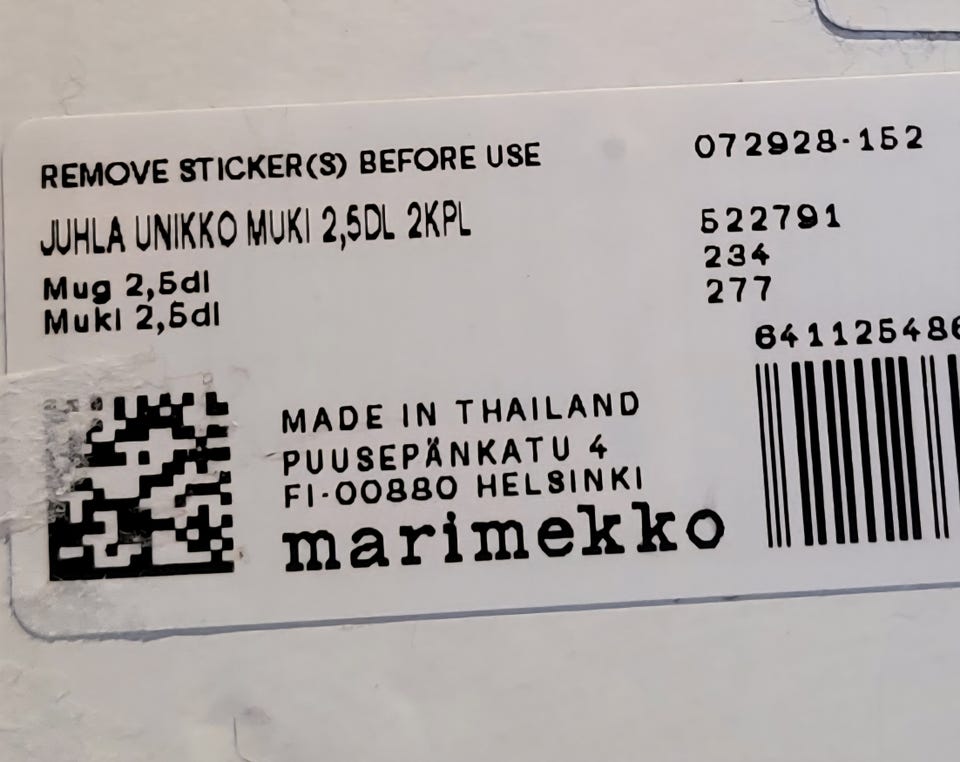 REMOVE STICKER(S) BEFORE USE
072928-152
JUHLA UNIKKO MUKI 2,5DL 2KPL
522791
Mug 2,5dl
234
Muki 2,5dl
277
641125486
MADE IN THAILAND
PUUSEPÄNKATU 4
FI-00880 HELSINKI
marimekko